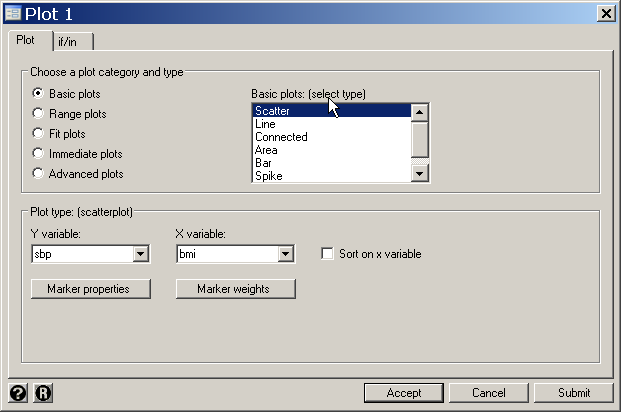 Plot 1
Plot
if/in
Choose a plot category and type
Basic plots
Range plots
Fit plots
Immediate plots
Advanced plots
Basic plots: (select type)
Scatter
Line
Connected
Area
Bar
Spike
Plot type: (scatterplot)
Y variable:
X variable:
sbp
bmi
Sort on x variable
Marker properties
Marker weights
? R
Accept
Cancel
Submit